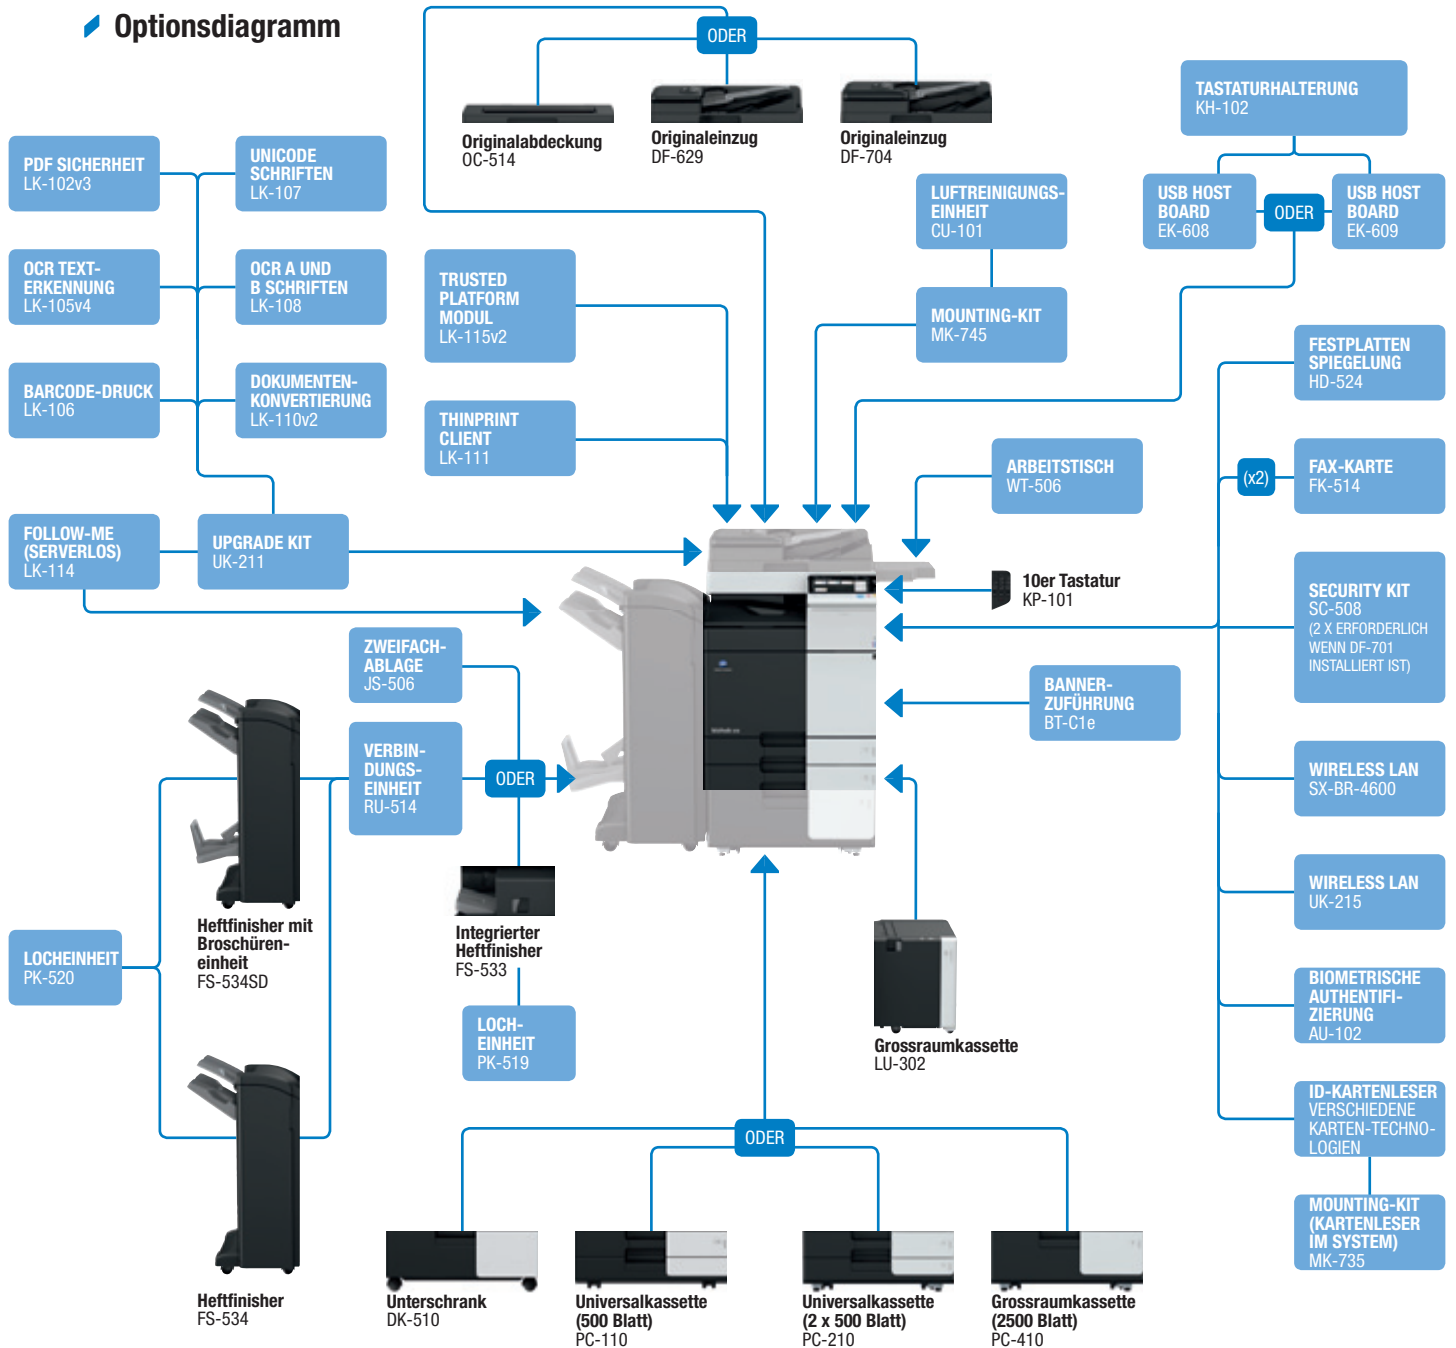 Optionsdiagramm
ODER
Originalabdeckung
OC-514
Originaleinzug
DF-629
Originaleinzug
DF-704
TASTATURHALTERUNG
KH-102
PDF SICHERHEIT
LK-102v3
UNICODE
SCHRIFTEN
LK-107
LUFTREINIGUNGS-
EINHEIT
CU-101
USB HOST
BOARD
EK-608
ODER
USB HOST
BOARD
EK-609
OCR TEXT-
ERKENNUNG
LK-105v4
OCR A UND
B SCHRIFTEN
LK-108
TRUSTED
PLATFORM
MODUL
LK-115v2
MOUNTING-KIT
MK-745
FESTPLATTEN
SPIEGELUNG
HD-524
BARCODE-DRUCK
LK-106
DOKUMENTEN-
KONVERTIERUNG
LK-110v2
THINPRINT
CLIENT
LK-111
ARBEITSTISCH
WT-506
(x2)
FAX-KARTE
FK-514
FOLLOW-ME
(SERVERLOS)
LK-114
UPGRADE KIT
UK-211
10er Tastatur
KP-101
SECURITY KIT
SC-508
(2 X ERFORDERLICH
WENN DF-701
INSTALLIERT IST)
ZWEIFACH-
ABLAGE
JS-506
BANNER-
ZUFÜHRUNG
BT-C1e
VERBIN-
DUNGS-
EINHEIT
RU-514
ODER
WIRELESS LAN
SX-BR-4600
WIRELESS LAN
UK-215
Heftfinisher mit
Broschüren-
einheit
FS-534SD
Integrierter
Heftfinisher
FS-533
LOCHEINHEIT
PK-520
BIOMETRISCHE
AUTHENTIFI-
ZIERUNG
AU-102
LOCH-
EINHEIT
PK-519
Grossraumkassette
LU-302
ID-KARTENLESER
VERSCHIEDENE
KARTEN-TECHNO-
LOGIEN
ODER
MOUNTING-KIT
(KARTENLESER
IM SYSTEM)
MK-735
Heftfinisher
FS-534
Unterschrank
DK-510
Universalkassette
(500 Blatt)
PC-110
Universalkassette
(2 x 500 Blatt)
PC-210
Grossraumkassette
(2500 Blatt)
PC-410